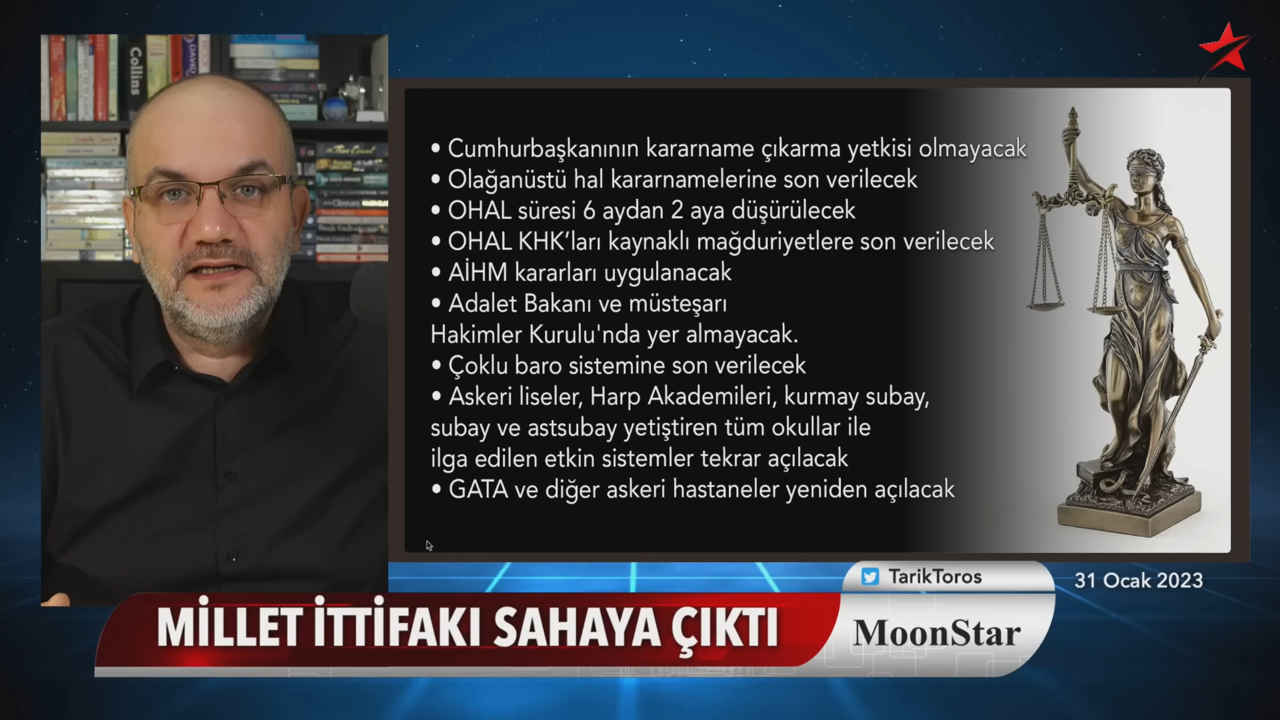 Collins
• Cumhurbaşkanının kararname çıkarma yetkisi olmayacak
• Olağanüstü hal kararnamelerine son verilecek
• OHAL süresi 6 aydan 2 aya düşürülecek
• OHAL KHK'ları kaynaklı mağduriyetlere son verilecek
• AİHM kararları uygulanacak
• Adalet Bakanı ve müsteşarı
Hakimler Kurulu'nda yer almayacak.
• Çoklu baro sistemine son verilecek
• Askeri liseler, Harp Akademileri, kurmay subay,
subay ve astsubay yetiştiren tüm okullar ile
ilga edilen etkin sistemler tekrar açılacak
• GATA ve diğer askeri hastaneler yeniden açılacak
TarikToros
31 Ocak 2023
MİLLET İTTİFAKI SAHAYA ÇIKTI
MoonStar